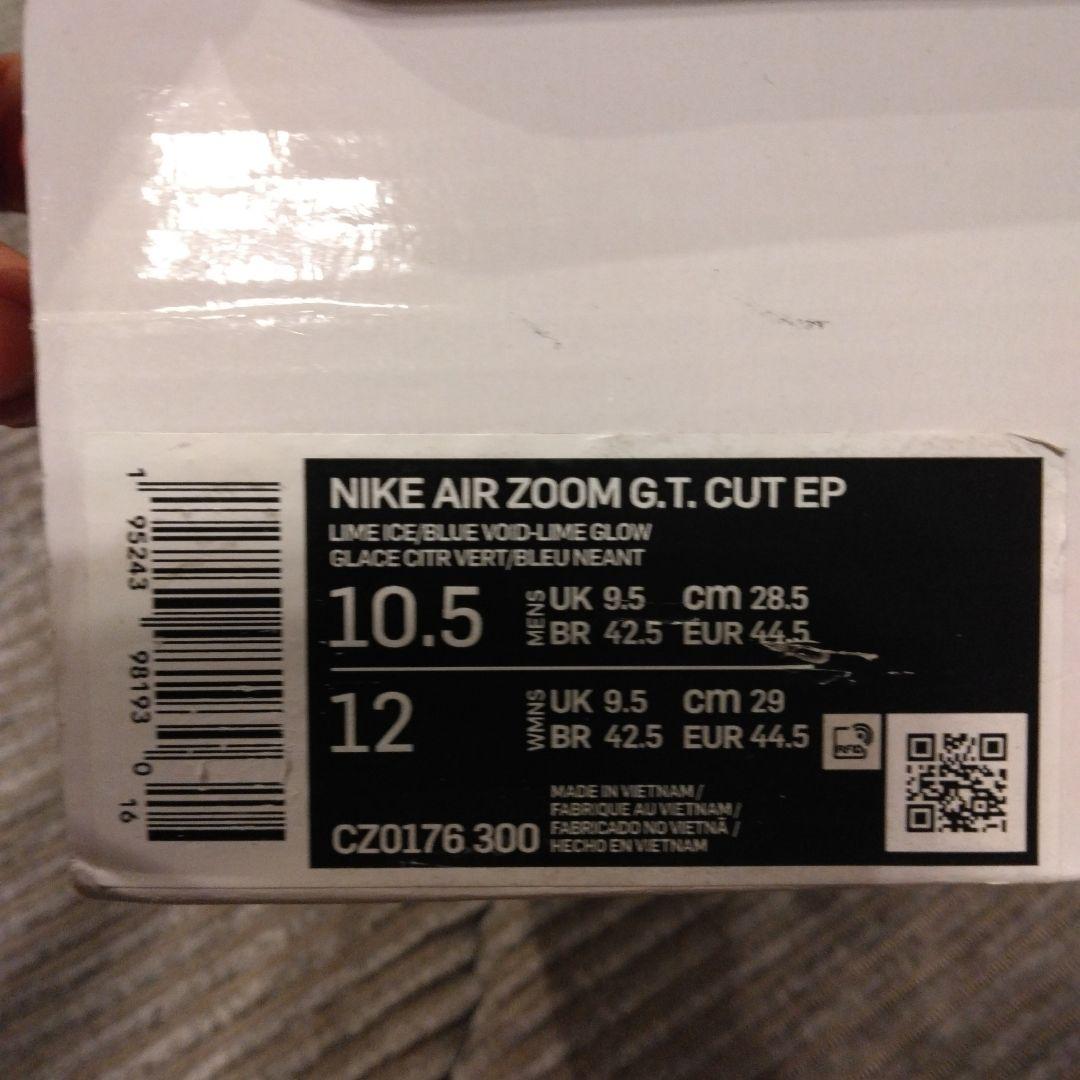 NIKE AIR ZOOM G.T. CUT EP
LIME ICE/BLUE VOID-LIME GLOW
GLACE CITR VERT/BLEU NEANT
10.5 MENS UK 9.5 cm 28.5
BR 42.5 EUR 44.5
12 WMNS UK 9.5 cm 29
BR 42.5 EUR 44.5
RFID
MADE IN VIETNAM /
FABRIQUE AU VIETNAM /
FABRICADO NO VIETNÃ /
HECHO EN VIETNAM
CZ0176 300
1 95243 98193 0 16